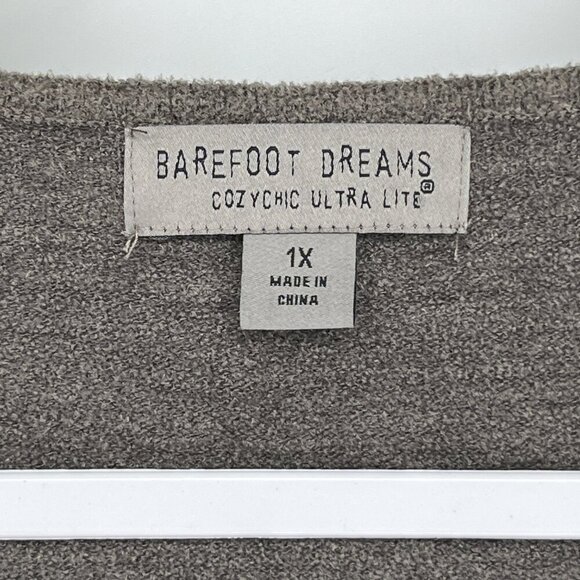 BAREFOOT DREAMS
COZYCHIC ULTRA LITE®
1X
MADE IN
CHINA